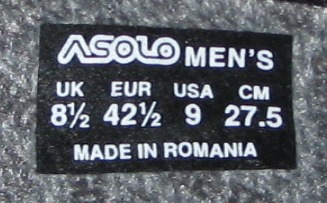 ASOLO MEN'S
UK EUR USA CM
8½ 42½ 9 27.5
MADE IN ROMANIA